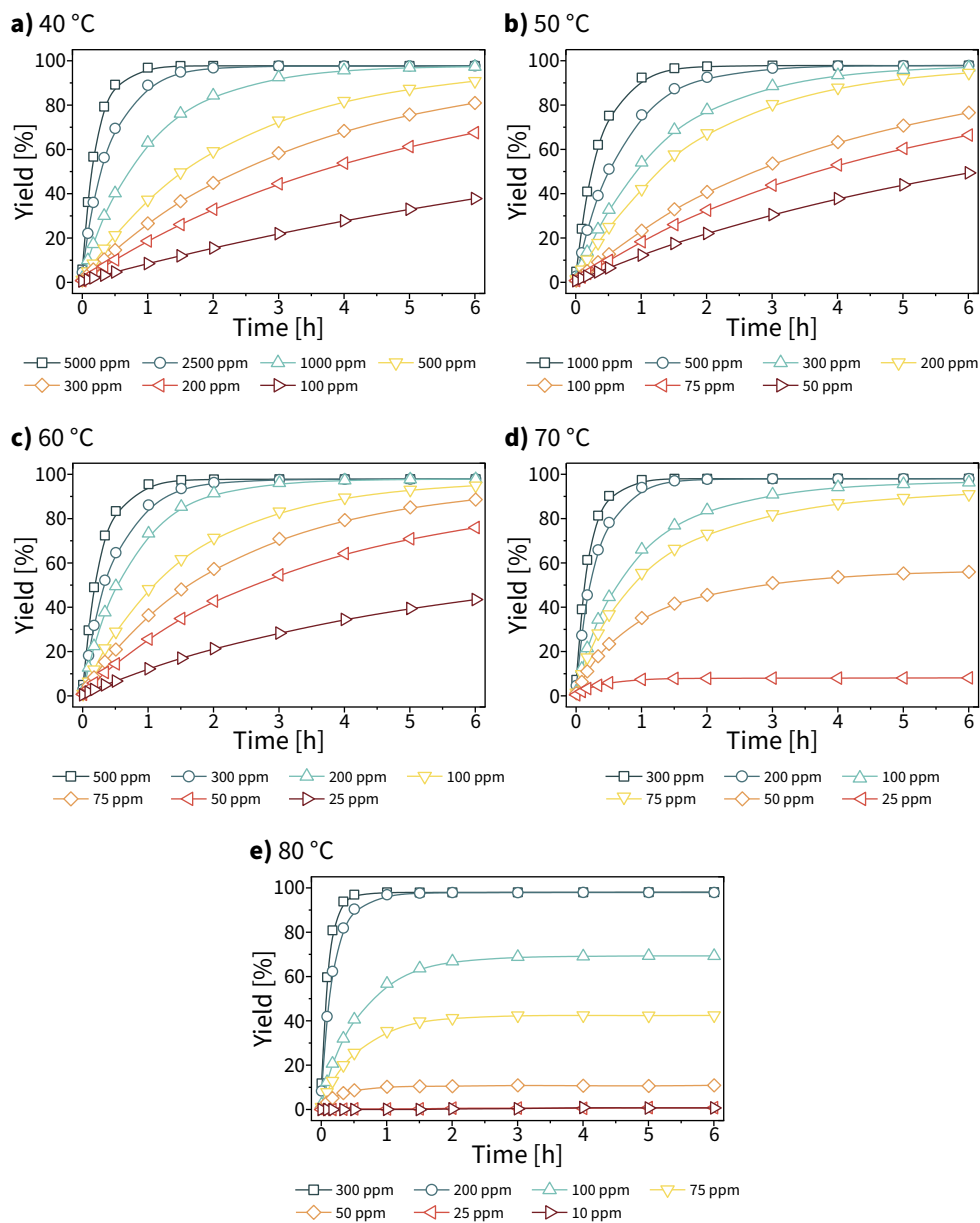 a) 40 °C
b) 50 °C
100
80
60
40
20
0
Yield [%]
0 1 2 3 4 5 6
Time [h]
5000 ppm 2500 ppm 1000 ppm 500 ppm
300 ppm 200 ppm 100 ppm
100
80
60
40
20
0
Yield [%]
0 1 2 3 4 5 6
Time [h]
1000 ppm 500 ppm 300 ppm 200 ppm
100 ppm 75 ppm 50 ppm
c) 60 °C
d) 70 °C
100
80
60
40
20
0
Yield [%]
0 1 2 3 4 5 6
Time [h]
500 ppm 300 ppm 200 ppm 100 ppm
75 ppm 50 ppm 25 ppm
100
80
60
40
20
0
Yield [%]
0 1 2 3 4 5 6
Time [h]
300 ppm 200 ppm 100 ppm
75 ppm 50 ppm 25 ppm
e) 80 °C
100
80
60
40
20
0
Yield [%]
0 1 2 3 4 5 6
Time [h]
300 ppm 200 ppm 100 ppm 75 ppm
50 ppm 25 ppm 10 ppm